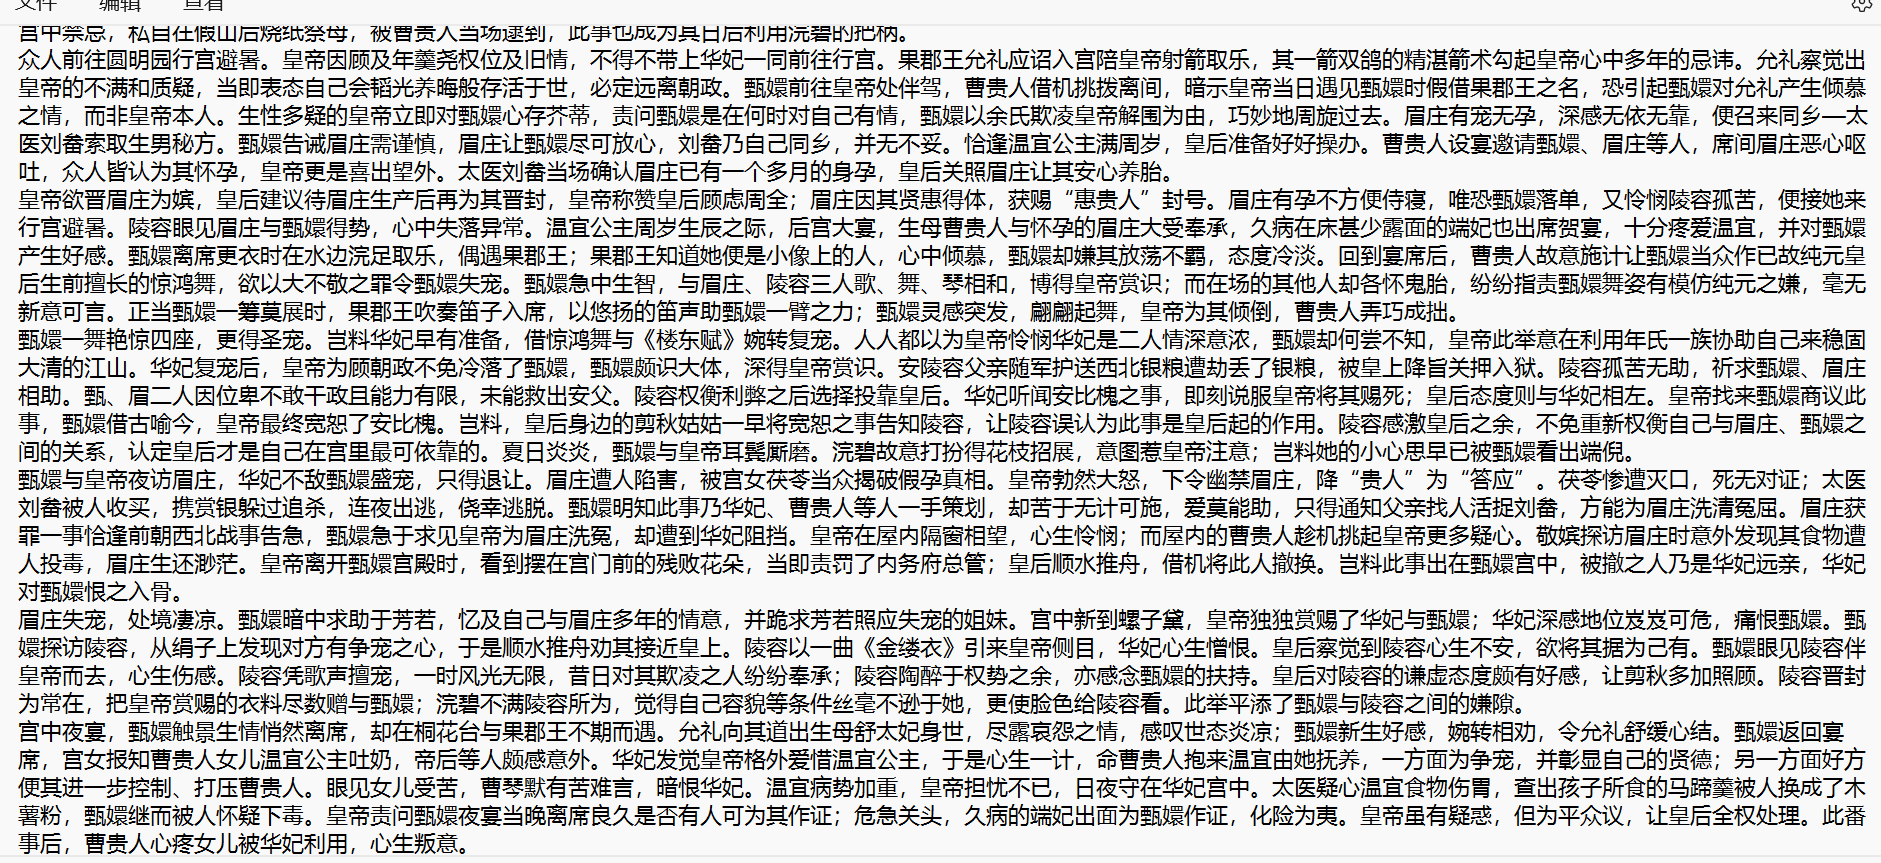 文件 编辑 查看
宫中禁忌，私自在假山后烧纸祭母，被曹贵人当场逮到，此事也成为其日后利用浣碧的把柄。
众人前往圆明园行宫避暑。皇帝因顾及年羹尧权位及旧情，不得不带上华妃一同前往行宫。果郡王允礼应诏入宫陪皇帝射箭取乐，其一箭双鸽的精湛箭术勾起皇帝心中多年的忌讳。允礼察觉出
皇帝的不满和质疑，当即表态自己会韬光养晦般存活于世，必定远离朝政。甄嬛前往皇帝处伴驾，曹贵人借机挑拨离间，暗示皇帝当日遇见甄嬛时假借果郡王之名，恐引起甄嬛对允礼产生倾慕
之情，而非皇帝本人。生性多疑的皇帝立即对甄嬛心存芥蒂，责问甄嬛是在何时对自己有情，甄嬛以余氏欺凌皇帝解围为由，巧妙地周旋过去。眉庄有宠无孕，深感无依无靠，便召来同乡—太
医刘畚索取生男秘方。甄嬛告诫眉庄需谨慎，眉庄让甄嬛尽可放心，刘畚乃自己同乡，并无不妥。恰逢温宜公主满周岁，皇后准备好好操办。曹贵人设宴邀请甄嬛、眉庄等人，席间眉庄恶心呕
吐，众人皆认为其怀孕，皇帝更是喜出望外。太医刘畚当场确认眉庄已有一个多月的身孕，皇后关照眉庄让其安心养胎。
皇帝欲晋眉庄为嫔，皇后建议待眉庄生产后再为其晋封，皇帝称赞皇后顾虑周全；眉庄因其贤惠得体，获赐“惠贵人”封号。眉庄有孕不方便侍寝，唯恐甄嬛落单，又怜悯陵容孤苦，便接她来
行宫避暑。陵容眼见眉庄与甄嬛得势，心中失落异常。温宜公主周岁生辰之际，后宫大宴，生母曹贵人与怀孕的眉庄大受奉承，久病在床甚少露面的端妃也出席贺宴，十分疼爱温宜，并对甄嬛
产生好感。甄嬛离席更衣时在水边浣足取乐，偶遇果郡王；果郡王知道她便是小像上的人，心中倾慕，甄嬛却嫌其放荡不羁，态度冷淡。回到宴席后，曹贵人故意施计让甄嬛当众作已故纯元皇
后生前擅长的惊鸿舞，欲以大不敬之罪令甄嬛失宠。甄嬛急中生智，与眉庄、陵容三人歌、舞、琴相和，博得皇帝赏识；而在场的其他人却各怀鬼胎，纷纷指责甄嬛舞姿有模仿纯元之嫌，毫无
新意可言。正当甄嬛一筹莫展时，果郡王吹奏笛子入席，以悠扬的笛声助甄嬛一臂之力；甄嬛灵感突发，翩翩起舞，皇帝为其倾倒，曹贵人弄巧成拙。
甄嬛一舞艳惊四座，更得圣宠。岂料华妃早有准备，借惊鸿舞与《楼东赋》婉转复宠。人人都以为皇帝怜悯华妃是二人情深意浓，甄嬛却何尝不知，皇帝此举意在利用年氏一族协助自己来稳固
大清的江山。华妃复宠后，皇帝为顾朝政不免冷落了甄嬛，甄嬛颇识大体，深得皇帝赏识。安陵容父亲随军护送西北银粮遭劫丢了银粮，被皇上降旨关押入狱。陵容孤苦无助，祈求甄嬛、眉庄
相助。甄、眉二人因位卑不敢干政且能力有限，未能救出安父。陵容权衡利弊之后选择投靠皇后。华妃听闻安比槐之事，即刻说服皇帝将其赐死；皇后态度则与华妃相左。皇帝找来甄嬛商议此
事，甄嬛借古喻今，皇帝最终宽恕了安比槐。岂料，皇后身边的剪秋姑姑一早将宽恕之事告知陵容，让陵容误认为此事是皇后起的作用。陵容感激皇后之余，不免重新权衡自己与眉庄、甄嬛之
间的关系，认定皇后才是自己在宫里最可依靠的。夏日炎炎，甄嬛与皇帝耳鬓厮磨。浣碧故意打扮得花枝招展，意图惹皇帝注意；岂料她的小心思早已被甄嬛看出端倪。
甄嬛与皇帝夜访眉庄，华妃不敌甄嬛盛宠，只得退让。眉庄遭人陷害，被宫女茯苓当众揭破假孕真相。皇帝勃然大怒，下令幽禁眉庄，降“贵人”为“答应”。茯苓惨遭灭口，死无对证；太医
刘畚被人收买，携赏银躲过追杀，连夜出逃，侥幸逃脱。甄嬛明知此事乃华妃、曹贵人等人一手策划，却苦于无计可施，爱莫能助，只得通知父亲找人活捉刘畚，方能为眉庄洗清冤屈。眉庄获
罪一事恰逢前朝西北战事告急，甄嬛急于求见皇帝为眉庄洗冤，却遭到华妃阻挡。皇帝在屋内隔窗相望，心生怜悯；而屋内的曹贵人趁机挑起皇帝更多疑心。敬嫔探访眉庄时意外发现其食物遭
人投毒，眉庄生还渺茫。皇帝离开甄嬛宫殿时，看到摆在宫门前的残败花朵，当即责罚了内务府总管；皇后顺水推舟，借机将此人撤换。岂料此事出在甄嬛宫中，被撤之人乃是华妃远亲，华妃
对甄嬛恨之入骨。
眉庄失宠，处境凄凉。甄嬛暗中求助于芳若，忆及自己与眉庄多年的情意，并跪求芳若照应失宠的姐妹。宫中新到螺子黛，皇帝独独赏赐了华妃与甄嬛；华妃深感地位岌岌可危，痛恨甄嬛。甄
嬛探访陵容，从绢子上发现对方有争宠之心，于是顺水推舟劝其接近皇上。陵容以一曲《金缕衣》引来皇帝侧目，华妃心生憎恨。皇后察觉到陵容心生不安，欲将其据为己有。甄嬛眼见陵容伴
皇帝而去，心生伤感。陵容凭歌声擅宠，一时风光无限，昔日对其欺凌之人纷纷奉承；陵容陶醉于权势之余，亦感念甄嬛的扶持。皇后对陵容的谦虚态度颇有好感，让剪秋多加照顾。陵容晋封
为常在，把皇帝赏赐的衣料尽数赠与甄嬛；浣碧不满陵容所为，觉得自己容貌等条件丝毫不逊于她，更使脸色给陵容看。此举平添了甄嬛与陵容之间的嫌隙。
宫中夜宴，甄嬛触景生情悄然离席，却在桐花台与果郡王不期而遇。允礼向其道出生母舒太妃身世，尽露哀怨之情，感叹世态炎凉；甄嬛新生好感，婉转相劝，令允礼舒缓心结。甄嬛返回宴
席，宫女报知曹贵人女儿温宜公主吐奶，帝后等人颇感意外。华妃发觉皇帝格外爱惜温宜公主，于是心生一计，命曹贵人抱来温宜由她抚养，一方面为争宠，并彰显自己的贤德；另一方面好方
便其进一步控制、打压曹贵人。眼见女儿受苦，曹琴默有苦难言，暗恨华妃。温宜病势加重，皇帝担忧不已，日夜守在华妃宫中。太医疑心温宜食物伤胃，查出孩子所食的马蹄羹被人换成了木
薯粉，甄嬛继而被人怀疑下毒。皇帝责问甄嬛夜宴当晚离席良久是否有人可为其作证；危急关头，久病的端妃出面为甄嬛作证，化险为夷。皇帝虽有疑惑，但为平众议，让皇后全权处理。此番
事后，曹贵人心疼女儿被华妃利用，心生叛意。